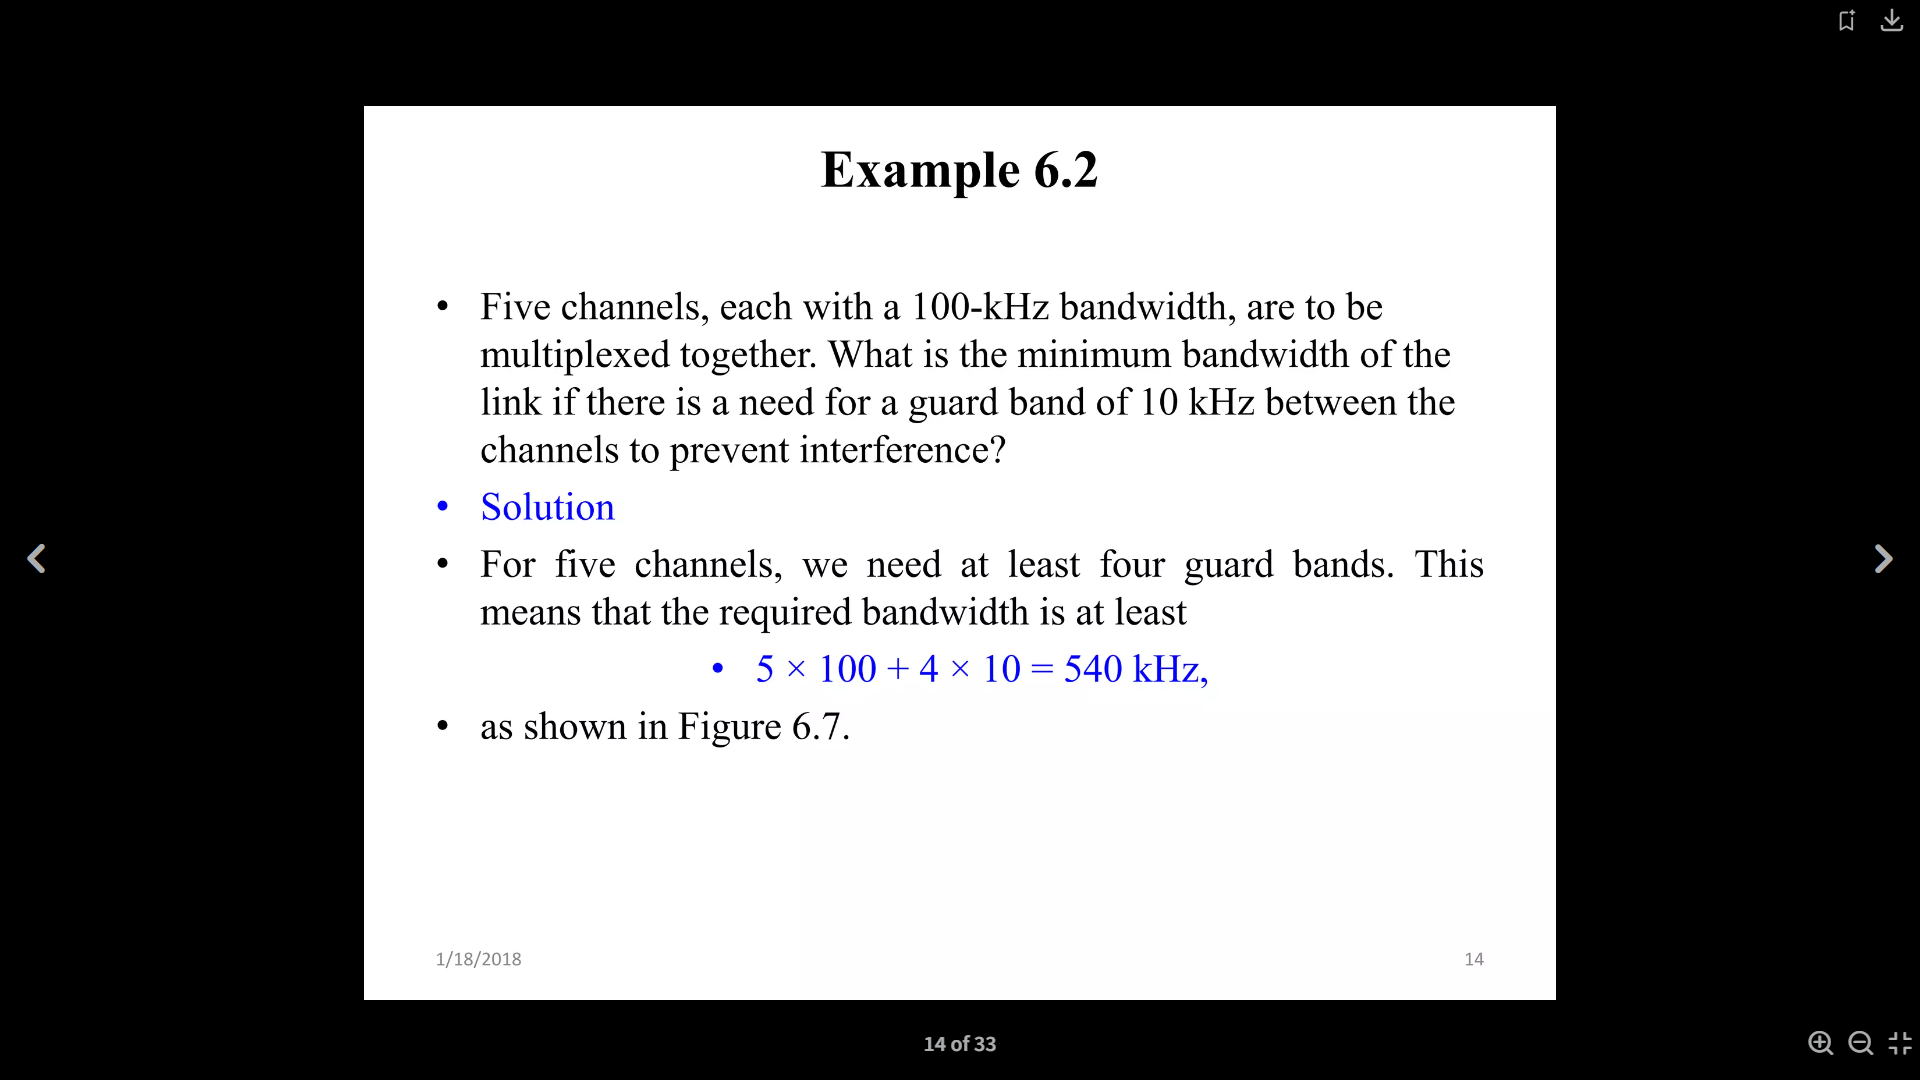 Example 6.2
• Five channels, each with a 100-kHz bandwidth, are to be
multiplexed together. What is the minimum bandwidth of the
link if there is a need for a guard band of 10 kHz between the
channels to prevent interference?
• Solution
• For five channels, we need at least four guard bands. This
means that the required bandwidth is at least
• 5 × 100 + 4 × 10 = 540 kHz,
• as shown in Figure 6.7.
1/18/2018
14
14 of 33